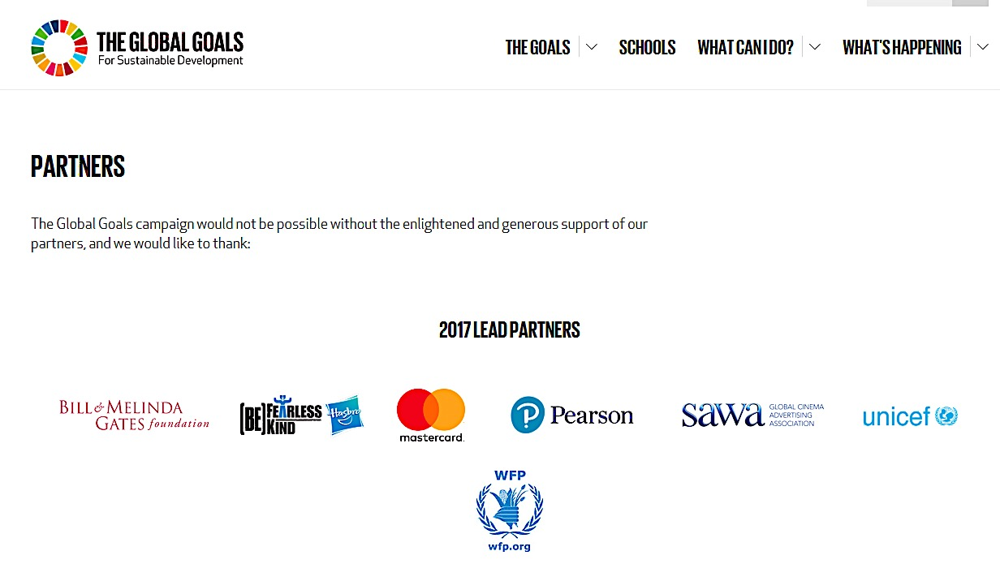 THE GLOBAL GOALS
For Sustainable Development
THE GOALS
SCHOOLS
WHAT CAN I DO?
WHAT'S HAPPENING
PARTNERS
The Global Goals campaign would not be possible without the enlightened and generous support of our
partners, and we would like to thank:
2017 LEAD PARTNERS
BILL & MELINDA
GATES foundation
[BE] FEARLESS
KIND
Hasbro
mastercard.
P
Pearson
sawa
GLOBAL CINEMA
ADVERTISING
ASSOCIATION
unicef
WFP
wfp.org